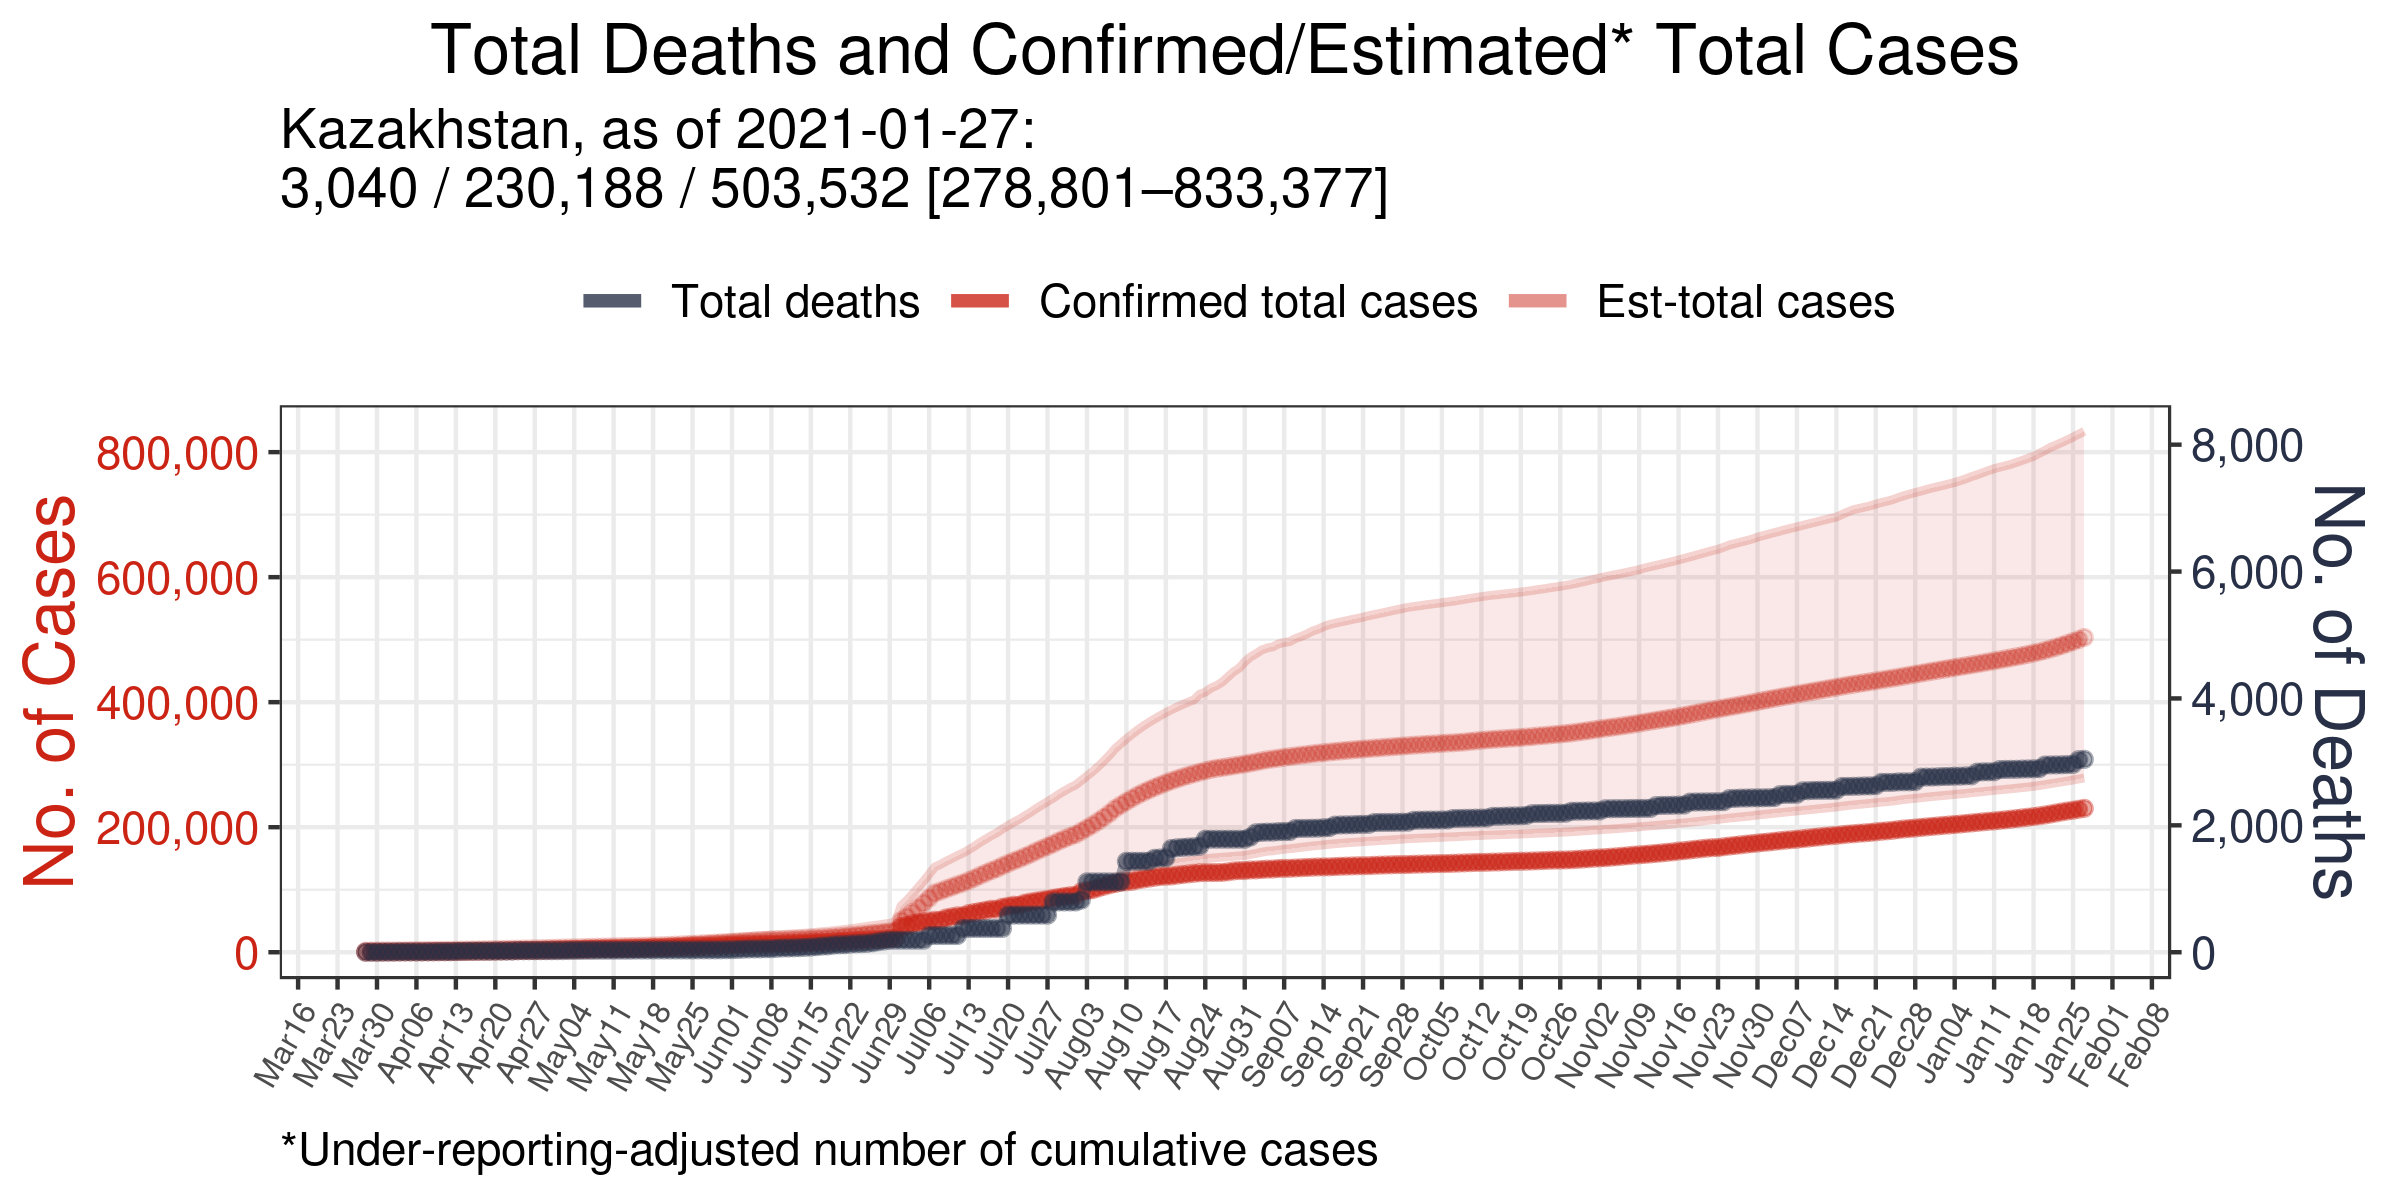 Total Deaths and Confirmed/Estimated* Total Cases
Kazakhstan, as of 2021-01-27:
3,040 / 230,188 / 503,532 [278,801–833,377]
Total deaths Confirmed total cases Est-total cases
No. of Cases
800,000
600,000
400,000
200,000
0
8,000
6,000
4,000
2,000
0
No. of Deaths
Mar16 Mar23 Mar30 Apr06 Apr13 Apr20 Apr27 May04 May11 May18 May25 Jun01 Jun08 Jun15 Jun22 Jun29 Jul06 Jul13 Jul20 Jul27 Aug03 Aug10 Aug17 Aug24 Aug31 Sep07 Sep14 Sep21 Sep28 Oct05 Oct12 Oct19 Oct26 Nov02 Nov09 Nov16 Nov23 Nov30 Dec07 Dec14 Dec21 Dec28 Jan04 Jan11 Jan18 Jan25 Feb01 Feb08
*Under-reporting-adjusted number of cumulative cases